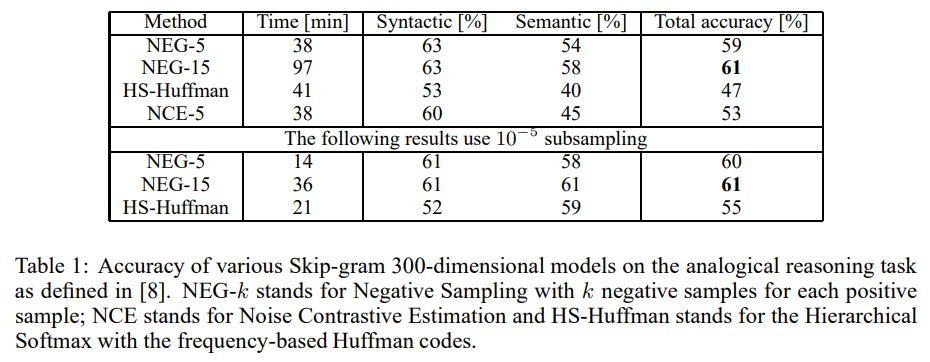 Method Time [min] Syntactic [%] Semantic [%] Total accuracy [%]
NEG-5 38 63 54 59
NEG-15 97 63 58 61
HS-Huffman 41 53 40 47
NCE-5 38 60 45 53
The following results use 10⁻⁵ subsampling
NEG-5 14 61 58 60
NEG-15 36 61 61 61
HS-Huffman 21 52 59 55
Table 1: Accuracy of various Skip-gram 300-dimensional models on the analogical reasoning task
as defined in [8]. NEG-k stands for Negative Sampling with k negative samples for each positive
sample; NCE stands for Noise Contrastive Estimation and HS-Huffman stands for the Hierarchical
Softmax with the frequency-based Huffman codes.